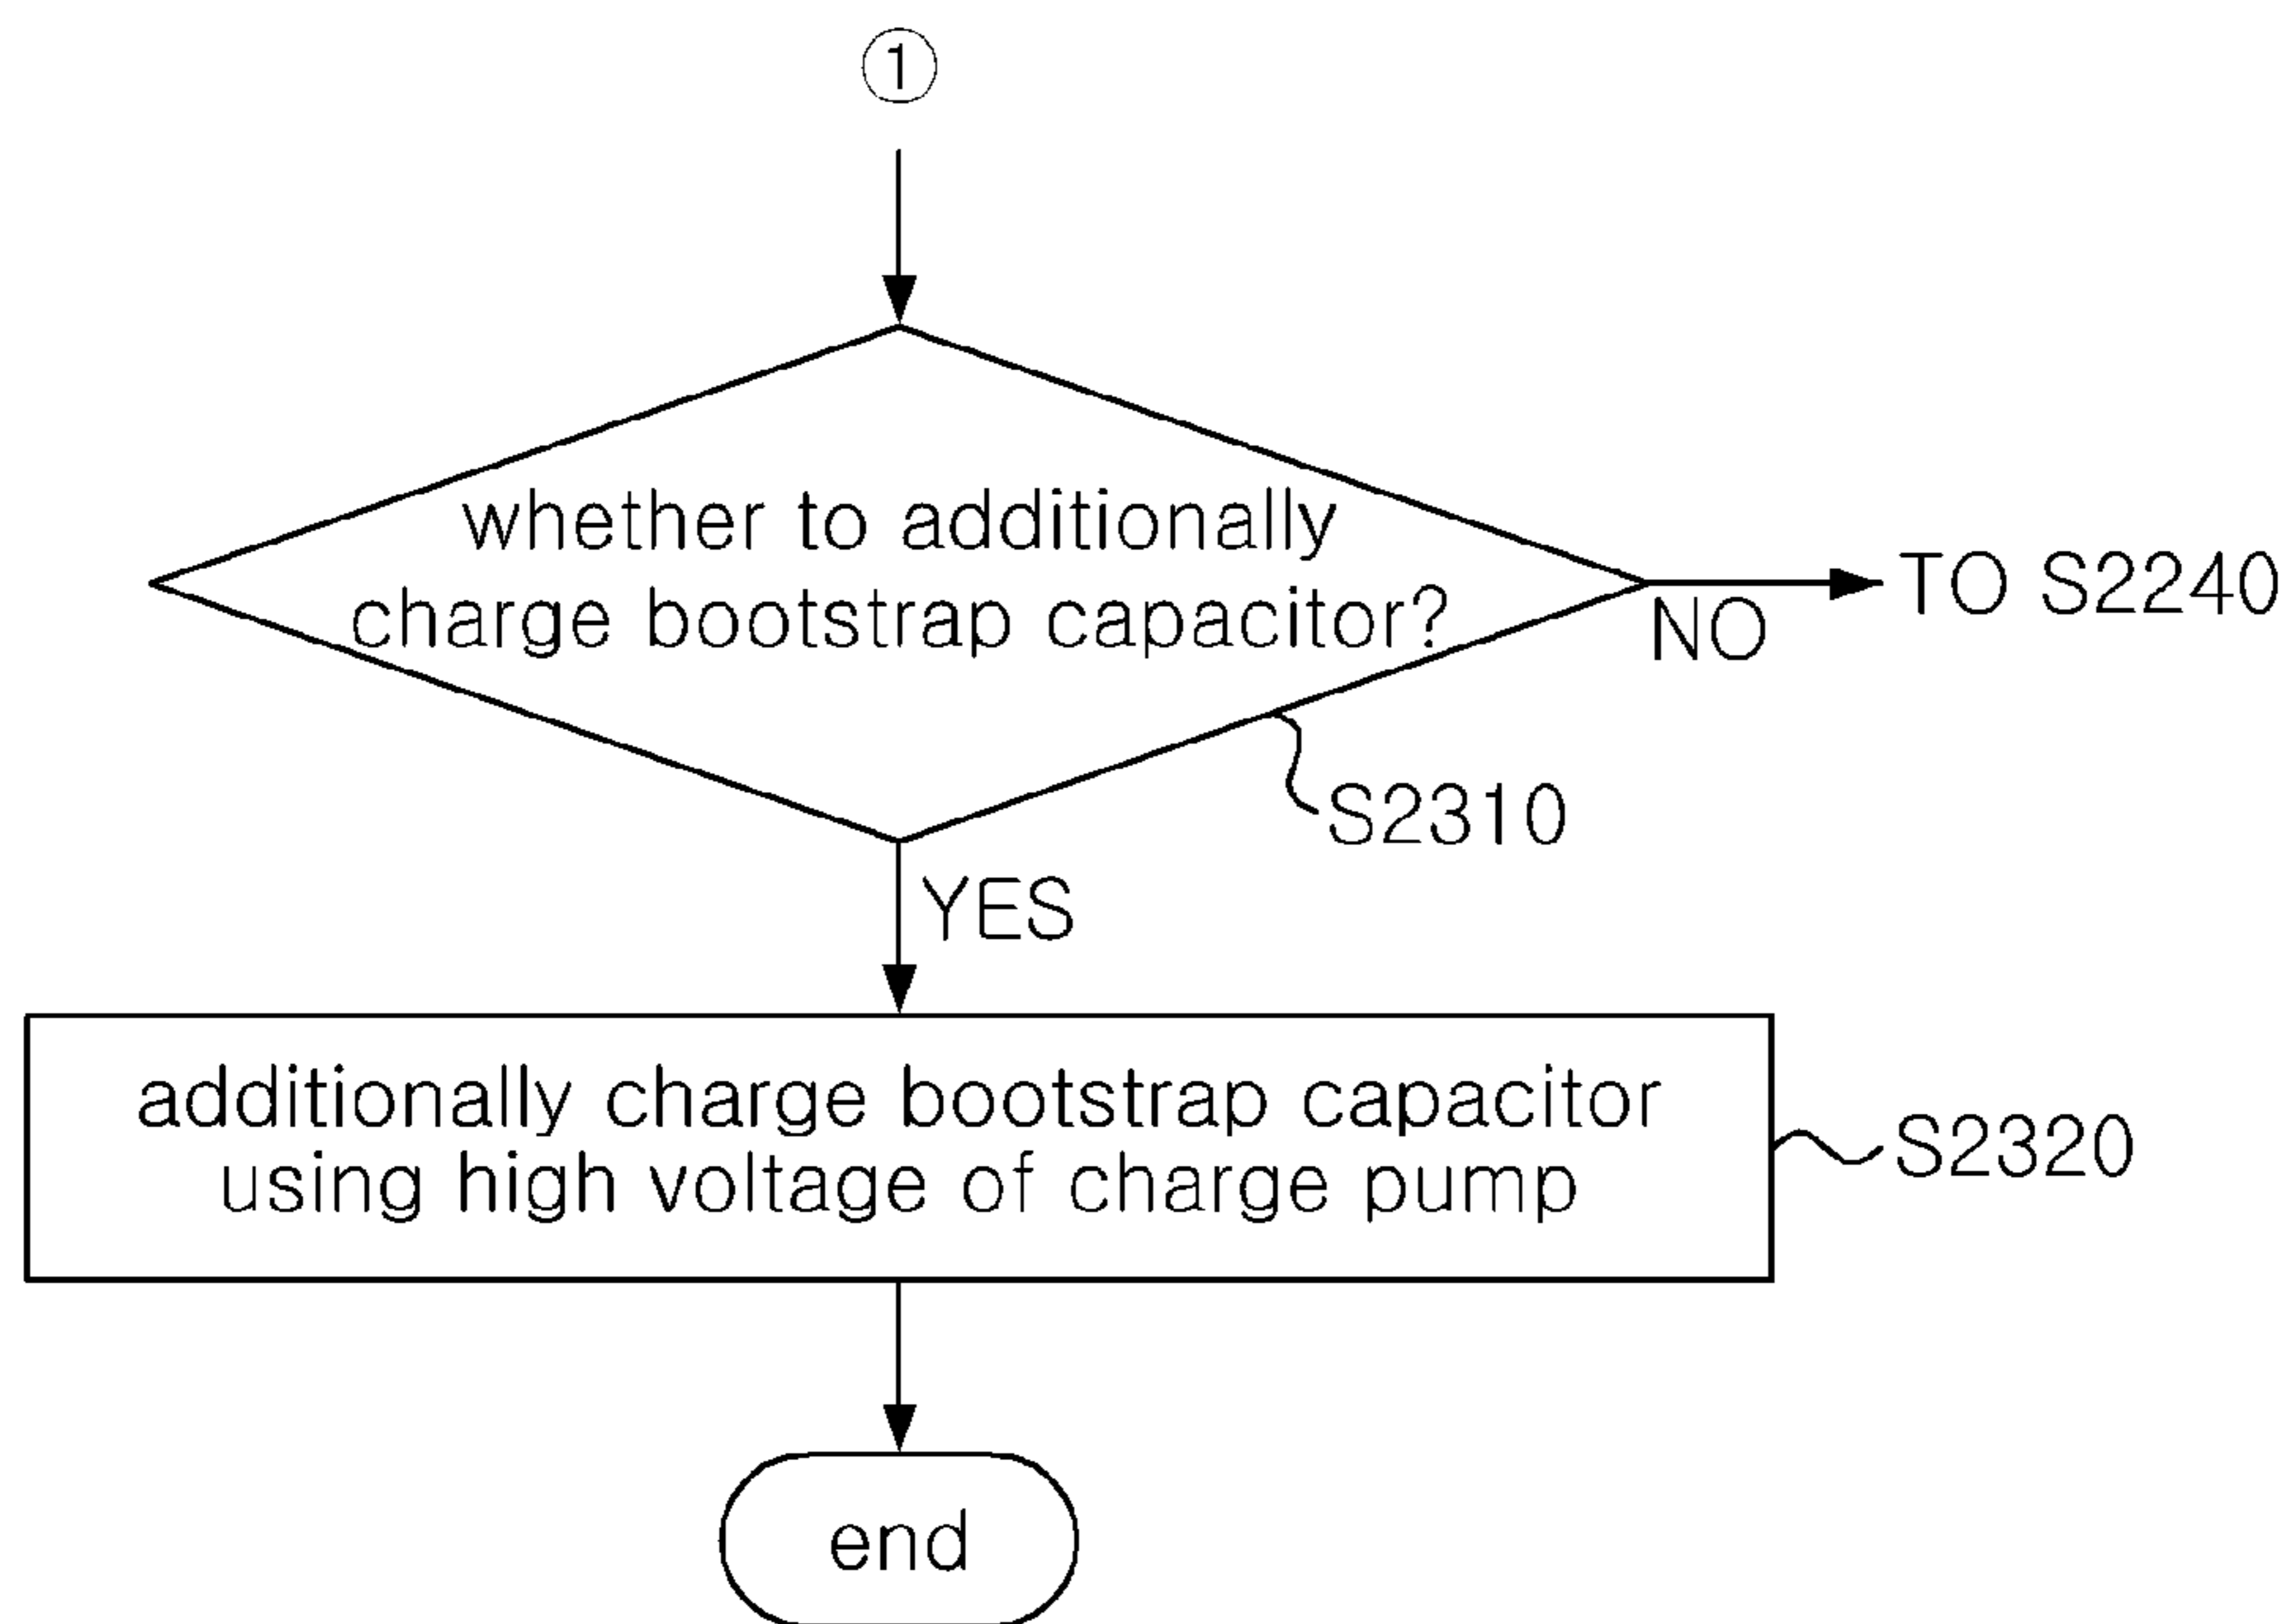 ①
whether to additionally
charge bootstrap capacitor?
TO S2240
NO
S2310
YES
additionally charge bootstrap capacitor
using high voltage of charge pump
S2320
end